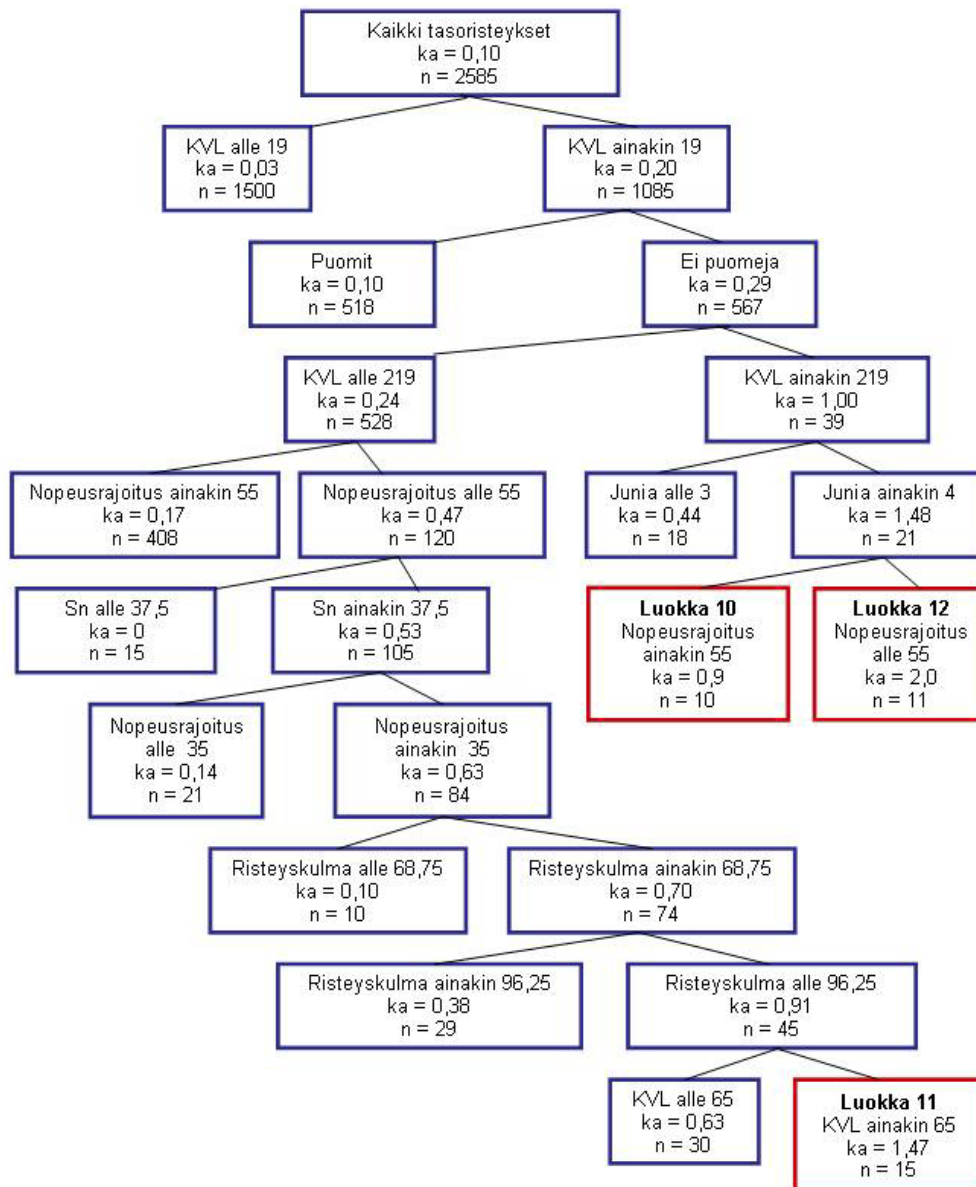 Kaikki tasoristeykset
ka = 0,10
n = 2585
KVL alle 19
ka = 0,03
n = 1500
KVL ainakin 19
ka = 0,20
n = 1085
Puomit
ka = 0,10
n = 518
Ei puomeja
ka = 0,29
n = 567
KVL alle 219
ka = 0,24
n = 528
KVL ainakin 219
ka = 1,00
n = 39
Nopeusrajoitus ainakin 55
ka = 0,17
n = 408
Nopeusrajoitus alle 55
ka = 0,47
n = 120
Junia alle 3
ka = 0,44
n = 18
Junia ainakin 4
ka = 1,48
n = 21
Sn alle 37,5
ka = 0
n = 15
Sn ainakin 37,5
ka = 0,53
n = 105
Luokka 10
Nopeusrajoitus
ainakin 55
ka = 0,9
n = 10
Luokka 12
Nopeusrajoitus
alle 55
ka = 2,0
n = 11
Nopeusrajoitus
alle 35
ka = 0,14
n = 21
Nopeusrajoitus
ainakin 35
ka = 0,63
n = 84
Risteyskulma alle 68,75
ka = 0,10
n = 10
Risteyskulma ainakin 68,75
ka = 0,70
n = 74
Risteyskulma ainakin 96,25
ka = 0,38
n = 29
Risteyskulma alle 96,25
ka = 0,91
n = 45
KVL alle 65
ka = 0,63
n = 30
Luokka 11
KVL ainakin 65
ka = 1,47
n = 15